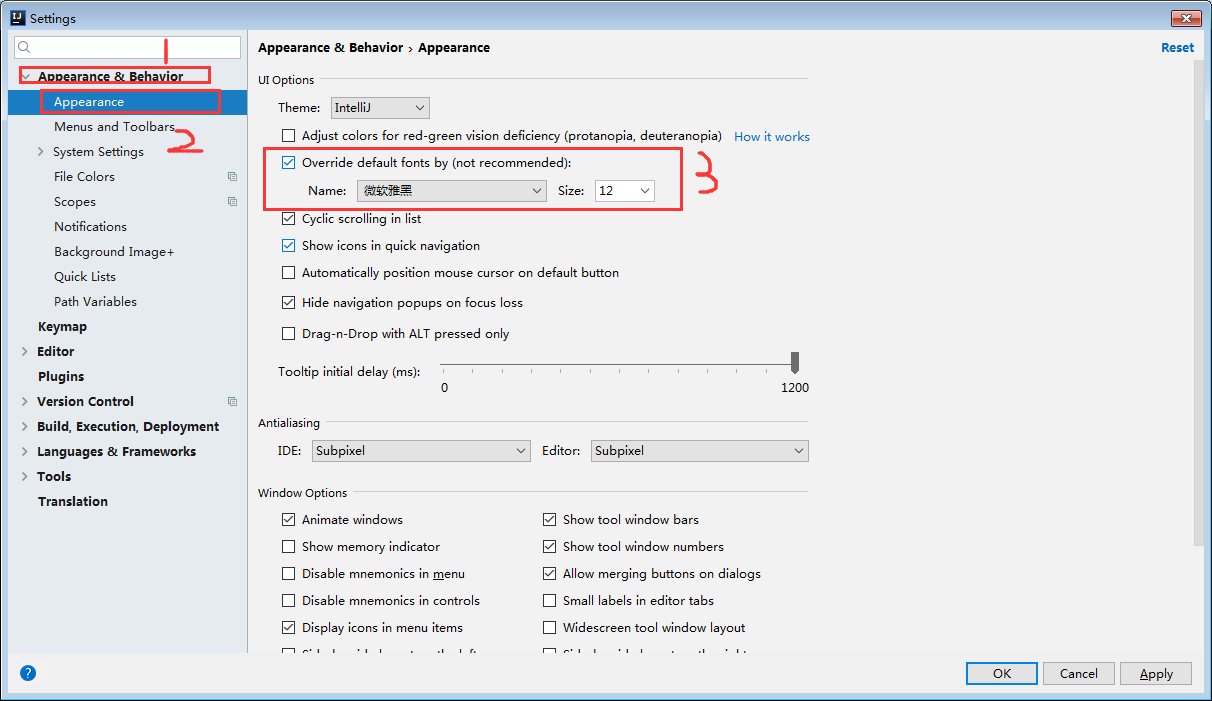 IJ Settings
Appearance & Behavior › Appearance Reset
1
Appearance & Behavior
Appearance
Menus and Toolbars
2
System Settings
File Colors
Scopes
Notifications
Background Image+
Quick Lists
Path Variables
Keymap
Editor
Plugins
Version Control
Build, Execution, Deployment
Languages & Frameworks
Tools
Translation
UI Options
Theme: IntelliJ
Adjust colors for red-green vision deficiency (protanopia, deuteranopia) How it works
Override default fonts by (not recommended):
3
Name: 微软雅黑 Size: 12
Cyclic scrolling in list
Show icons in quick navigation
Automatically position mouse cursor on default button
Hide navigation popups on focus loss
Drag-n-Drop with ALT pressed only
Tooltip initial delay (ms):
0 1200
Antialiasing
IDE: Subpixel Editor: Subpixel
Window Options
Animate windows Show tool window bars
Show memory indicator Show tool window numbers
Disable mnemonics in menu Allow merging buttons on dialogs
Disable mnemonics in controls Small labels in editor tabs
Display icons in menu items Widescreen tool window layout
? OK Cancel Apply